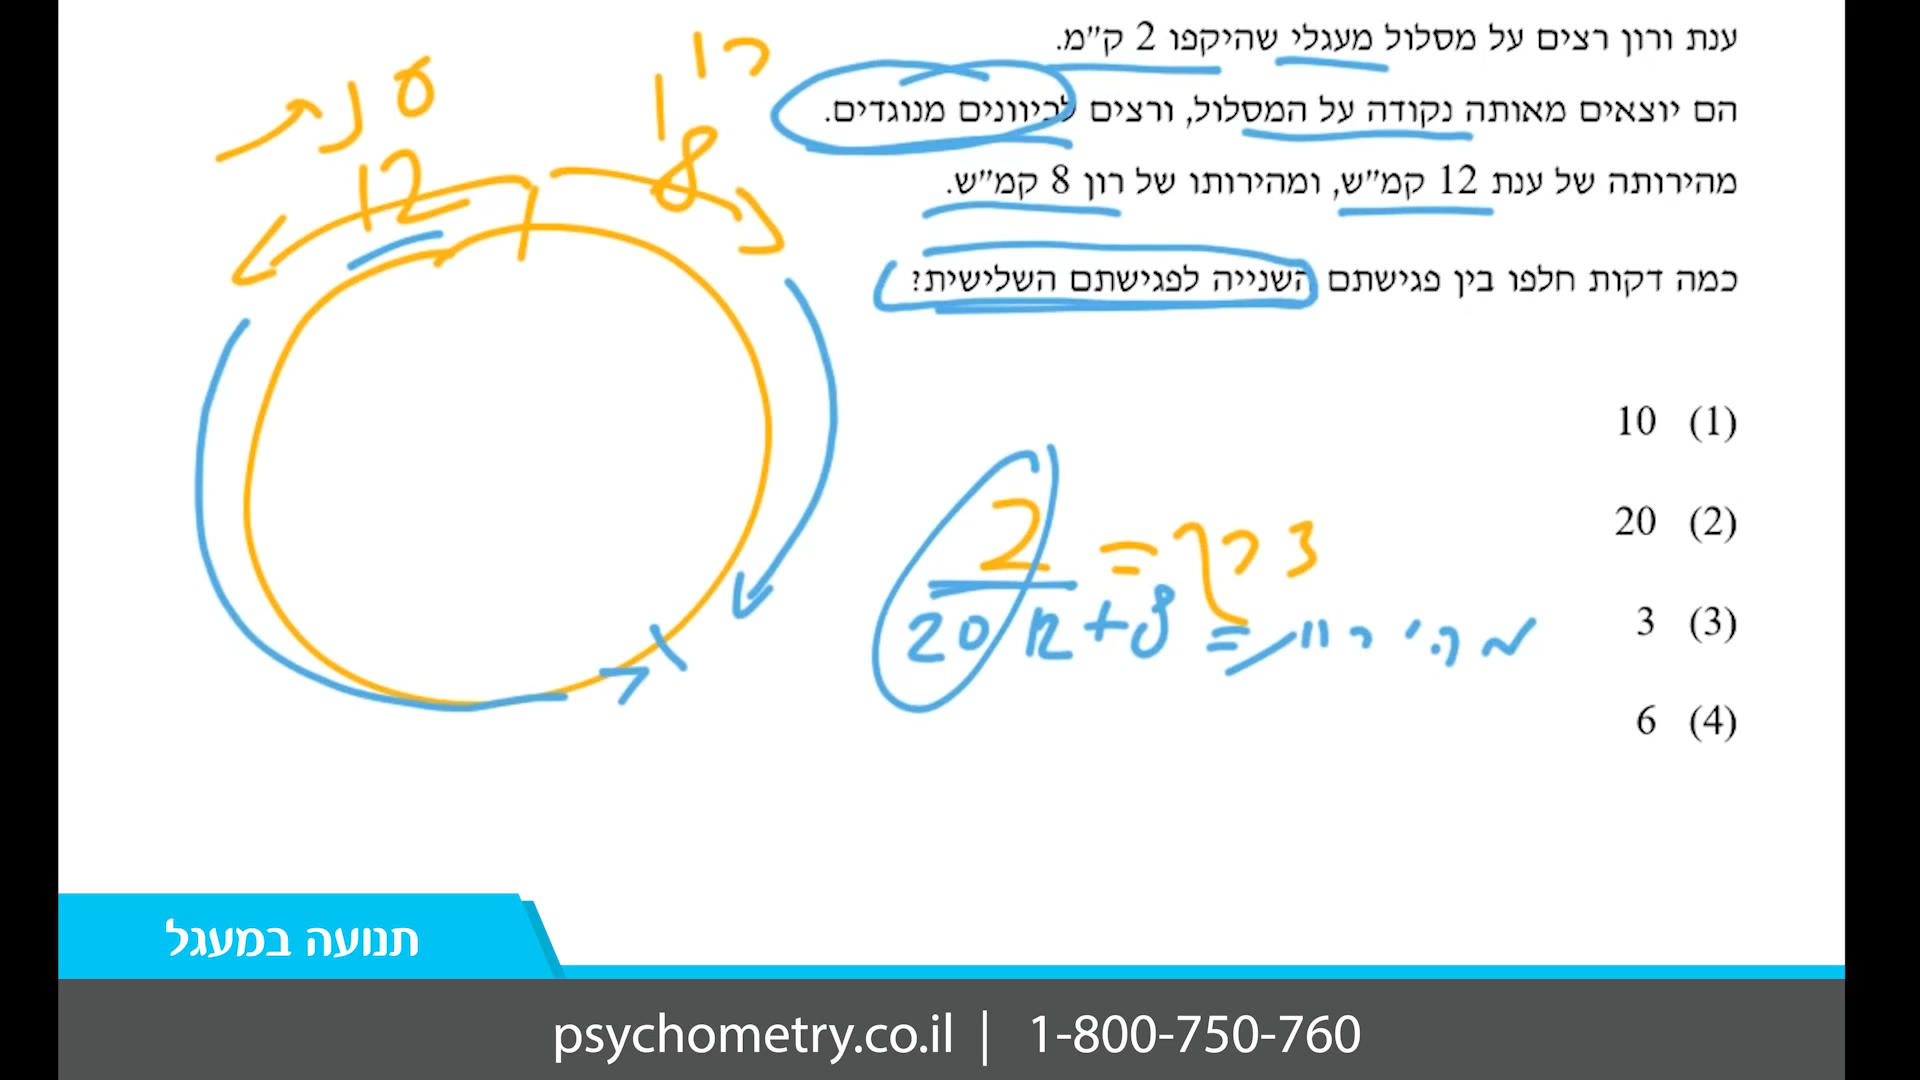 ענת ורון רצים על מסלול מעגלי שהיקפו 2 ק״מ.
הם יוצאים מאותה נקודה על המסלול, ורצים לכיוונים מנוגדים.
מהירותה של ענת 12 קמ״ש, ומהירותו של רון 8 קמ״ש.
כמה דקות חלפו בין פגישתם השנייה לפגישתם השלישית?
(1) 10
(2) 20
(3) 3
(4) 6
12
8
2 =
20 12+8 =
תנועה במעגל
psychometry.co.il | 1-800-750-760